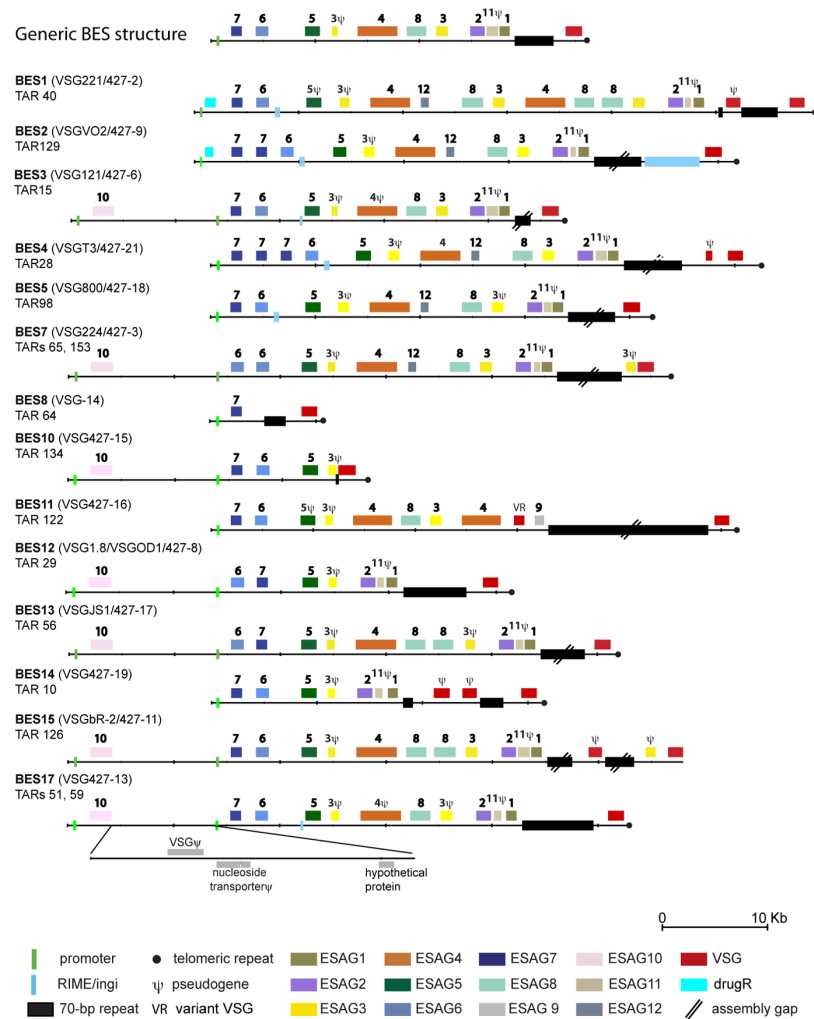 Generic BES structure
7 6 5 3ψ 4 8 3 2 11ψ 1
BES1 (VSG221/427-2)
TAR 40
7 6 5ψ 3ψ 4 12 8 3 4 8 8 2 11ψ 1 ψ
BES2 (VSGVO2/427-9)
TAR129
7 7 6 5 3ψ 4 12 8 3 2 11ψ 1
BES3 (VSG121/427-6)
TAR15
10 7 6 5 3ψ 4ψ 8 3 2 11ψ 1
BES4 (VSGT3/427-21)
TAR28
7 7 7 6 5 3ψ 4 12 8 3 2 11ψ 1 ψ
BES5 (VSG800/427-18)
TAR98
7 6 5 3ψ 4 12 8 3ψ 2 11ψ 1
BES7 (VSG224/427-3)
TARs 65, 153
10 6 6 5 3ψ 4 12 8 3 2 11ψ 1 3ψ
BES8 (VSG-14)
TAR 64
7
BES10 (VSG427-15)
TAR 134
10 7 6 5 3ψ
BES11 (VSG427-16)
TAR 122
7 6 5ψ 3ψ 4 8 3 4 VR 9
BES12 (VSG1.8/VSGOD1/427-8)
TAR 29
10 6 7 5 3ψ 2 11ψ 1
BES13 (VSGJS1/427-17)
TAR 56
10 6 7 5 3ψ 4 8 8 3 2 11ψ 1
BES14 (VSG427-19)
TAR 10
7 6 5 3ψ 2 11ψ 1 ψ ψ
BES15 (VSGbR-2/427-11)
TAR 126
10 7 6 5 3ψ 4 8 8 3 2 11ψ 1 ψ ψ
BES17 (VSG427-13)
TARs 51, 59
10 7 6 5 3ψ 4ψ 8 3ψ 2 11ψ 1
VSGψ
nucleoside
transporterψ
hypothetical
protein
0 10 Kb
promoter telomeric repeat ESAG1 ESAG4 ESAG7 ESAG10 VSG
RIME/ingi ψ pseudogene ESAG2 ESAG5 ESAG8 ESAG11 drugR
70-bp repeat VR variant VSG ESAG3 ESAG6 ESAG 9 ESAG12 assembly gap